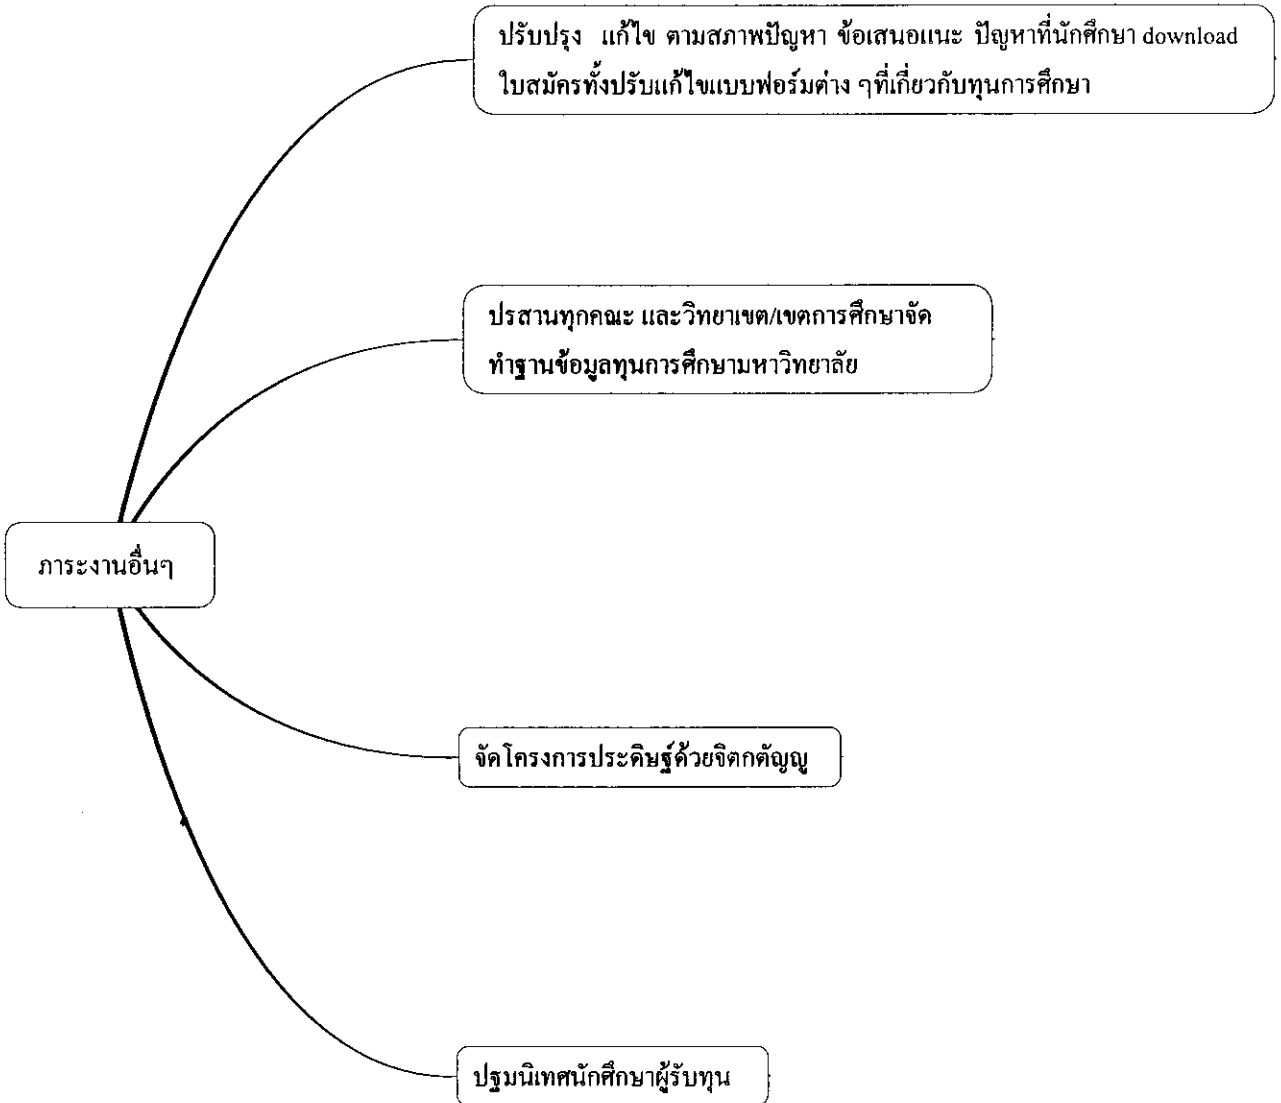 ปรับปรุง แก้ไข ตามสภาพปัญหา ข้อเสนอแนะ ปัญหาที่นักศึกษา download
ใบสมัครทั้งปรับแก้ไขแบบฟอร์มต่าง ๆที่เกี่ยวกับทุนการศึกษา
ประสานทุกคณะ และวิทยาเขต/เขตการศึกษาจัด
ทำฐานข้อมูลทุนการศึกษามหาวิทยาลัย
ภาระงานอื่นๆ
จัดโครงการประดิษฐ์ด้วยจิตกตัญญู
ปฐมนิเทศนักศึกษาผู้รับทุน